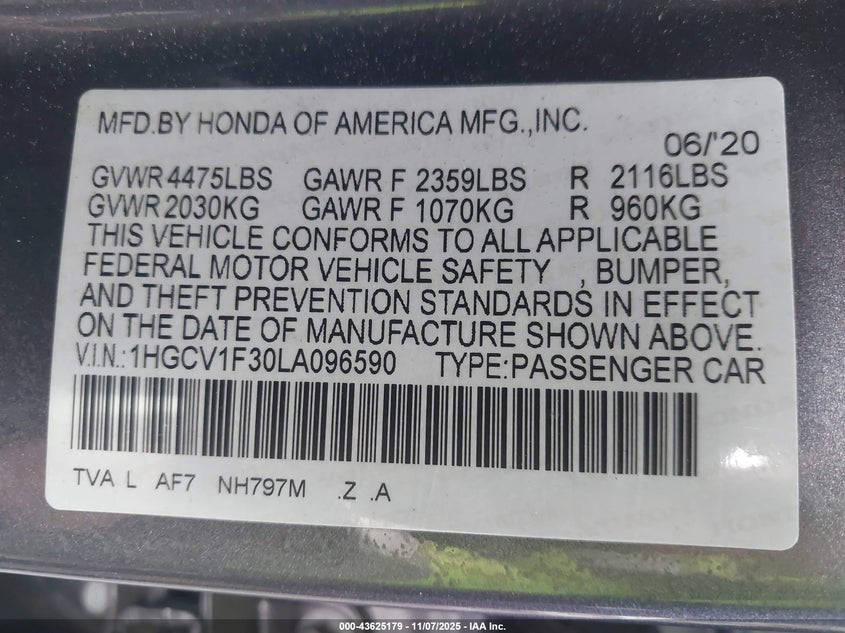 MFD.BY HONDA OF AMERICA MFG.,INC.
06/'20
GVWR 4475LBS GAWR F 2359LBS R 2116LBS
GVWR 2030KG GAWR F 1070KG R 960KG
THIS VEHICLE CONFORMS TO ALL APPLICABLE
FEDERAL MOTOR VEHICLE SAFETY , BUMPER,
AND THEFT PREVENTION STANDARDS IN EFFECT
ON THE DATE OF MANUFACTURE SHOWN ABOVE.
V.I.N.:1HGCV1F30LA096590 TYPE:PASSENGER CAR
TVA L AF7 NH797M .Z .A
000-43625179 — 11/07/2025 — IAA Inc.